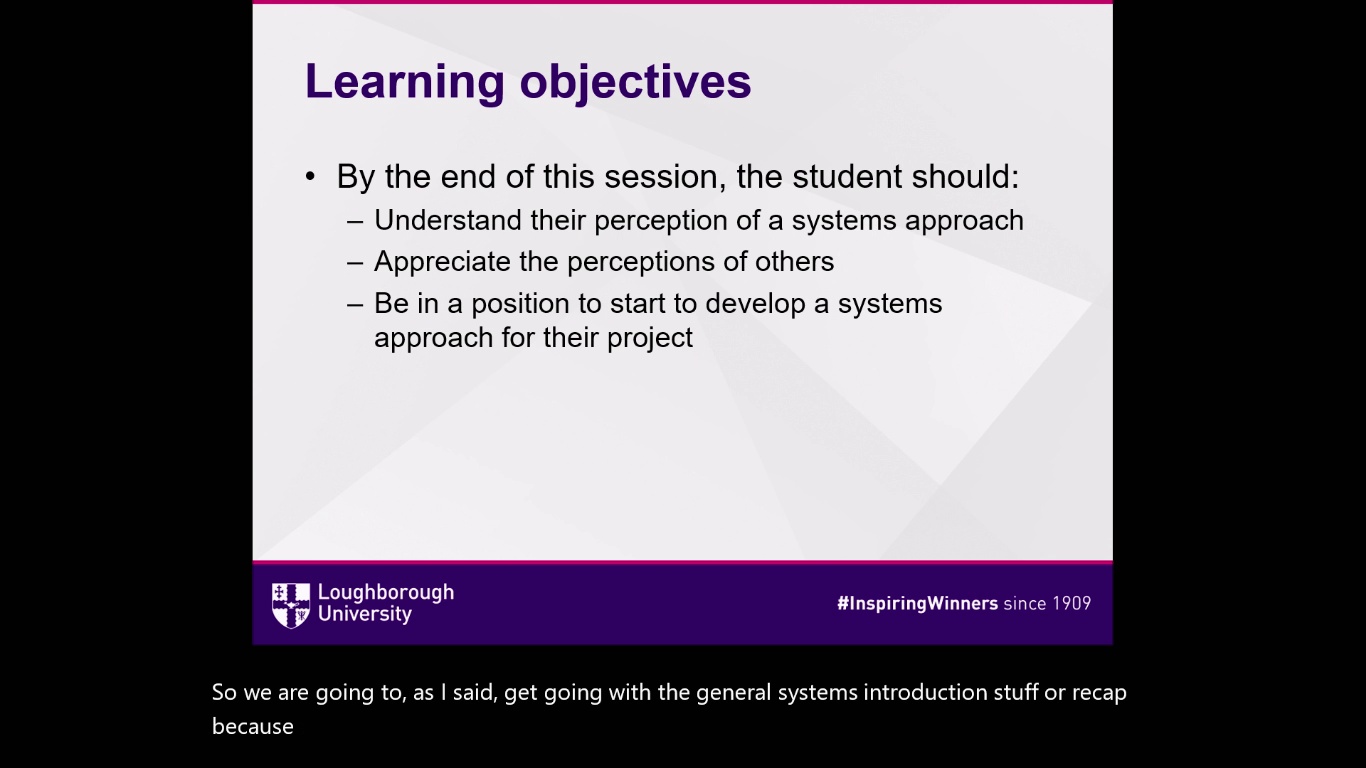 Learning objectives
• By the end of this session, the student should:
– Understand their perception of a systems approach
– Appreciate the perceptions of others
– Be in a position to start to develop a systems
approach for their project
Loughborough
University
#InspiringWinners since 1909
So we are going to, as I said, get going with the general systems introduction stuff or recap
because